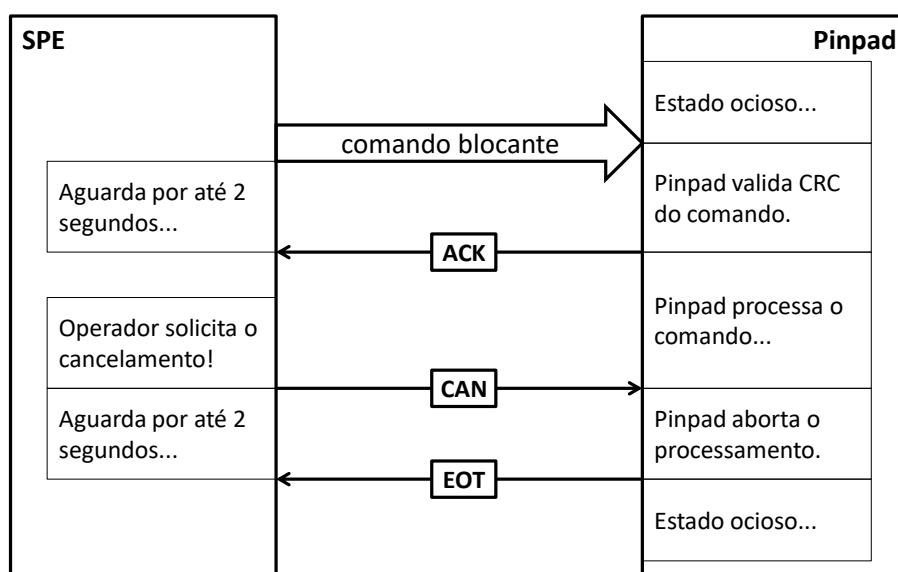 SPE
Pinpad
Estado ocioso...
comando blocante
Aguarda por até 2
segundos...
Pinpad valida CRC
do comando.
ACK
Operador solicita o
cancelamento!
Pinpad processa o
comando...
CAN
Aguarda por até 2
segundos...
Pinpad aborta o
processamento.
EOT
Estado ocioso...